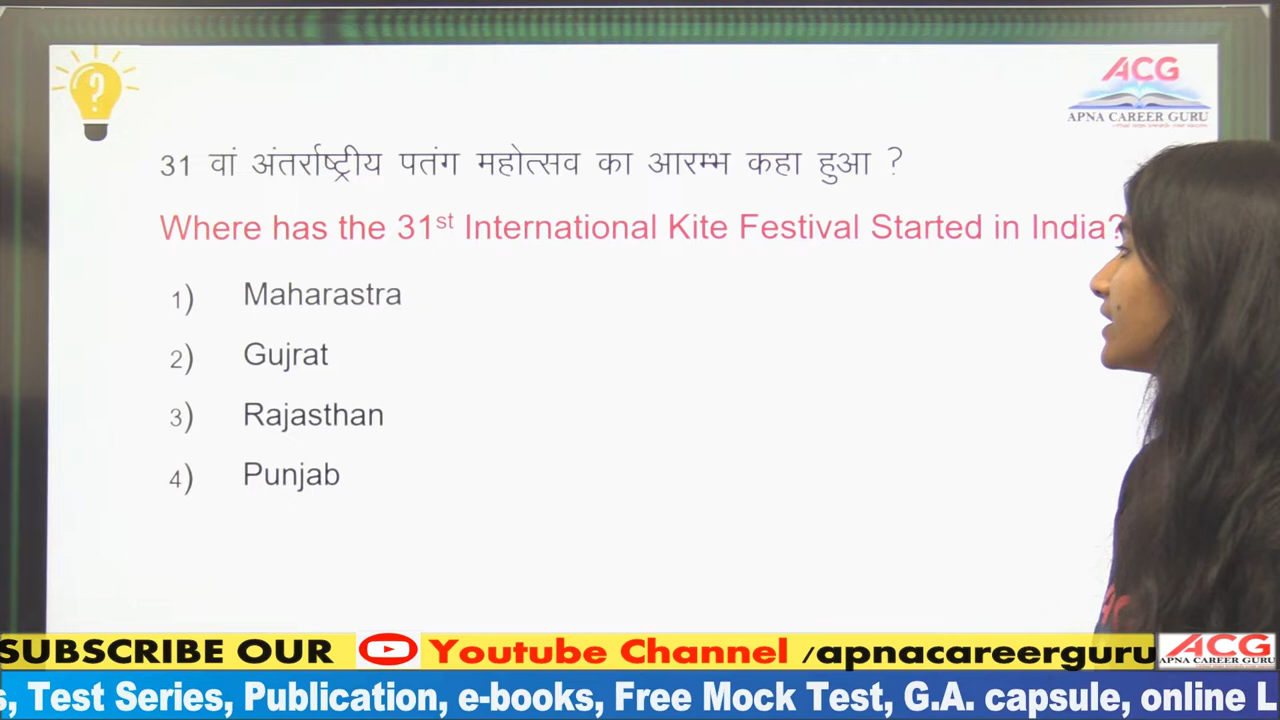 ACG
APNA CAREER GURU
31 वां अंतर्राष्ट्रीय पतंग महोत्सव का आरम्भ कहा हुआ ?
Where has the 31st International Kite Festival Started in India?
1) Maharastra
2) Gujrat
3) Rajasthan
4) Punjab
SUBSCRIBE OUR Youtube Channel /apnacareerguru
ACG
APNA CAREER GURU
s, Test Series, Publication, e-books, Free Mock Test, G.A. capsule, online L